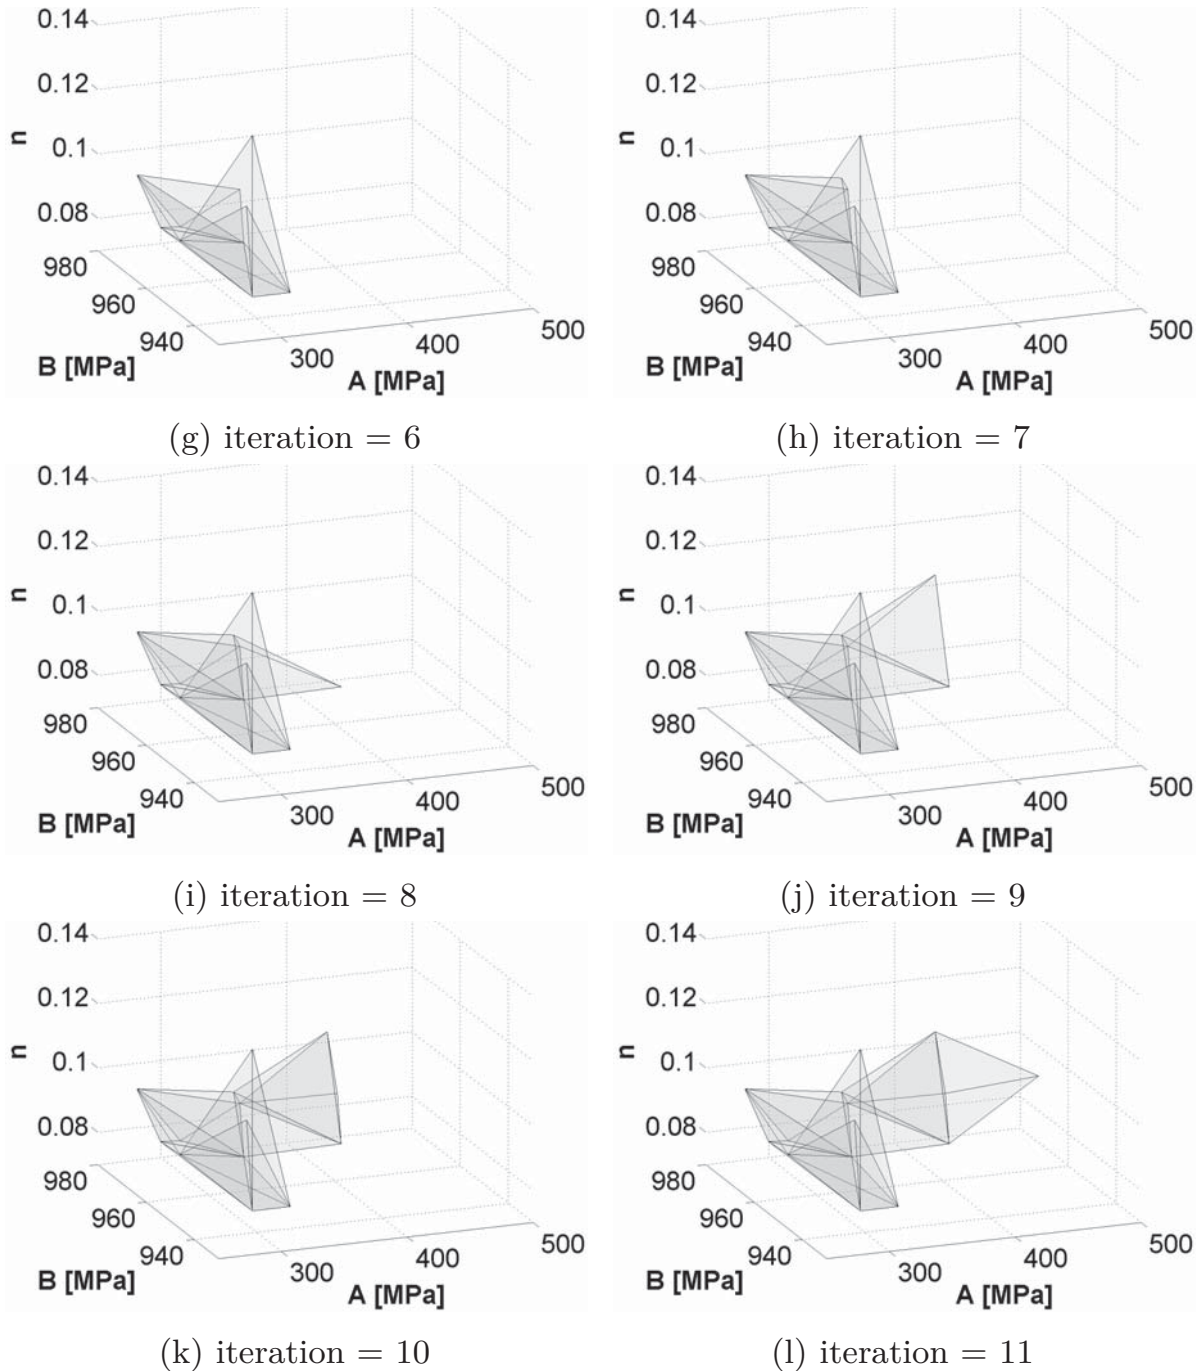 0.14
0.12
0.1
0.08
n
980
960
940
B [MPa]
300
400
500
A [MPa]
(g) iteration = 6
0.14
0.12
0.1
0.08
n
980
960
940
B [MPa]
300
400
500
A [MPa]
(h) iteration = 7
0.14
0.12
0.1
0.08
n
980
960
940
B [MPa]
300
400
500
A [MPa]
(i) iteration = 8
0.14
0.12
0.1
0.08
n
980
960
940
B [MPa]
300
400
500
A [MPa]
(j) iteration = 9
0.14
0.12
0.1
0.08
n
980
960
940
B [MPa]
300
400
500
A [MPa]
(k) iteration = 10
0.14
0.12
0.1
0.08
n
980
960
940
B [MPa]
300
400
500
A [MPa]
(l) iteration = 11